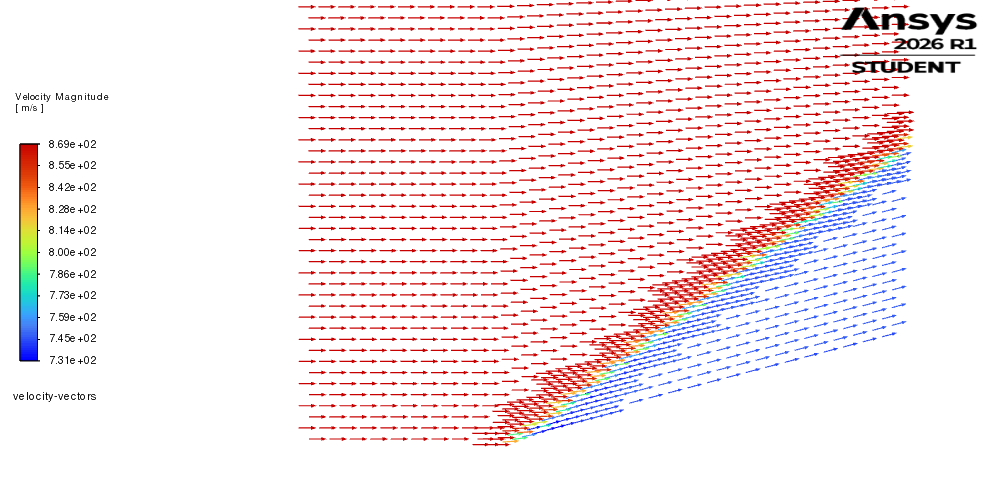 Ansys
2026 R1
STUDENT
Velocity Magnitude
[ m/s ]
8.69e +02
8.55e +02
8.42e +02
8.28e +02
8.14e +02
8.00e +02
7.86e +02
7.73e +02
7.59e +02
7.45e +02
7.31e +02
velocity-vectors